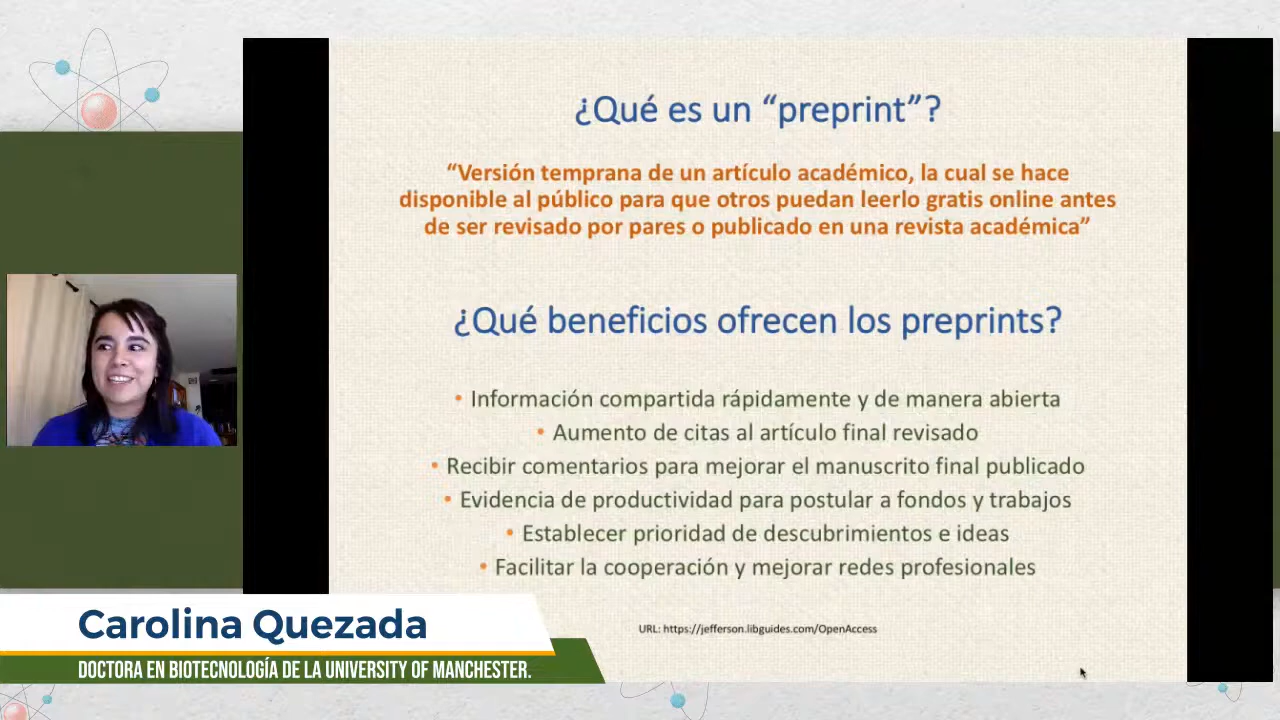 ¿Qué es un “preprint”?
“Versión temprana de un artículo académico, la cual se hace
disponible al público para que otros puedan leerlo gratis online antes
de ser revisado por pares o publicado en una revista académica”
¿Qué beneficios ofrecen los preprints?
• Información compartida rápidamente y de manera abierta
• Aumento de citas al artículo final revisado
• Recibir comentarios para mejorar el manuscrito final publicado
• Evidencia de productividad para postular a fondos y trabajos
• Establecer prioridad de descubrimientos e ideas
• Facilitar la cooperación y mejorar redes profesionales
URL: https://jefferson.libguides.com/OpenAccess
Carolina Quezada
DOCTORA EN BIOTECNOLOGÍA DE LA UNIVERSITY OF MANCHESTER.